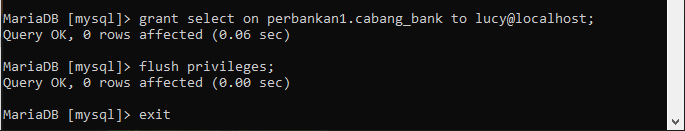 MariaDB [mysql]> grant select on perbankan1.cabang_bank to lucy@localhost;
Query OK, 0 rows affected (0.06 sec)
MariaDB [mysql]> flush privileges;
Query OK, 0 rows affected (0.00 sec)
MariaDB [mysql]> exit